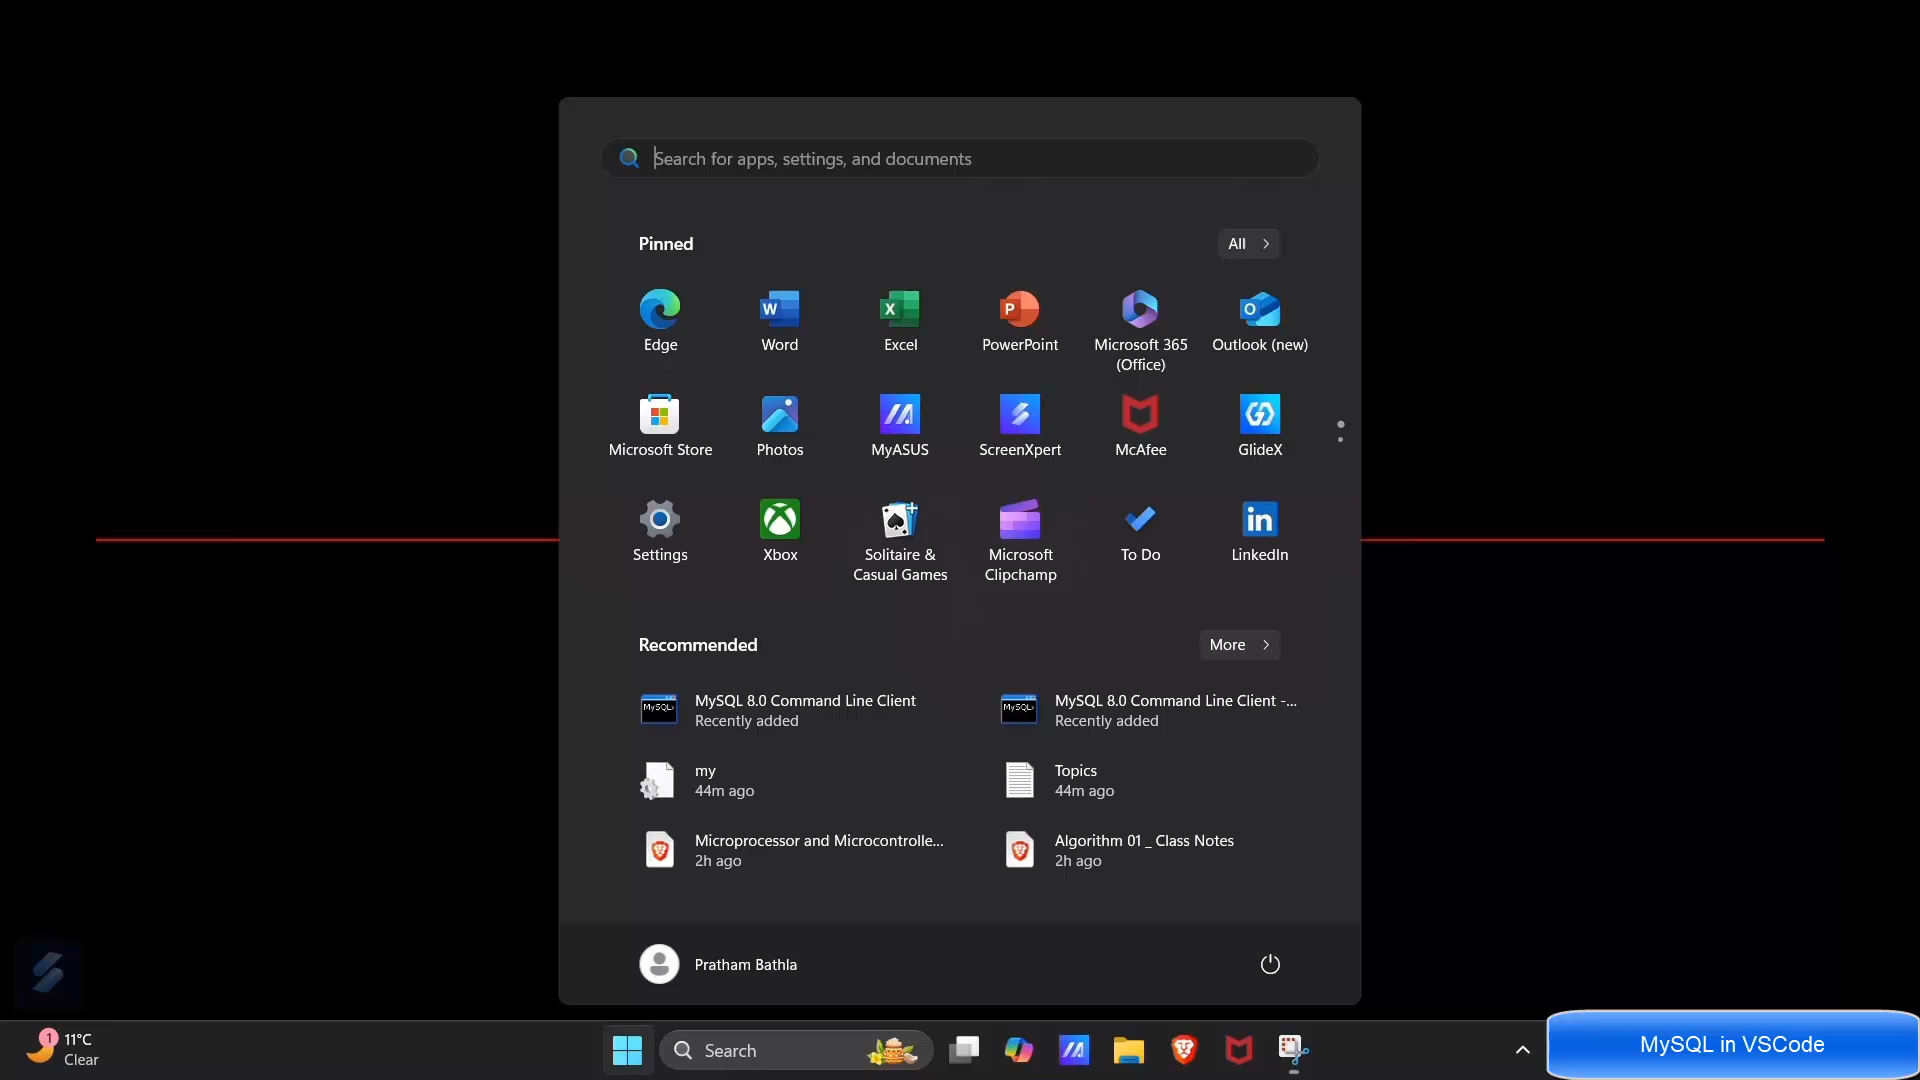 Search for apps, settings, and documents
Pinned
All
Edge
Word
Excel
PowerPoint
Microsoft 365
(Office)
Outlook (new)
Microsoft Store
Photos
MyASUS
ScreenXpert
McAfee
GlideX
Settings
Xbox
Solitaire &
Casual Games
Microsoft
Clipchamp
To Do
LinkedIn
Recommended
More
MySQL 8.0 Command Line Client
Recently added
MySQL 8.0 Command Line Client -...
Recently added
my
44m ago
Topics
44m ago
Microprocessor and Microcontrolle...
2h ago
Algorithm 01 _ Class Notes
2h ago
Pratham Bathla
1
11°C
Clear
Search
MySQL in VSCode